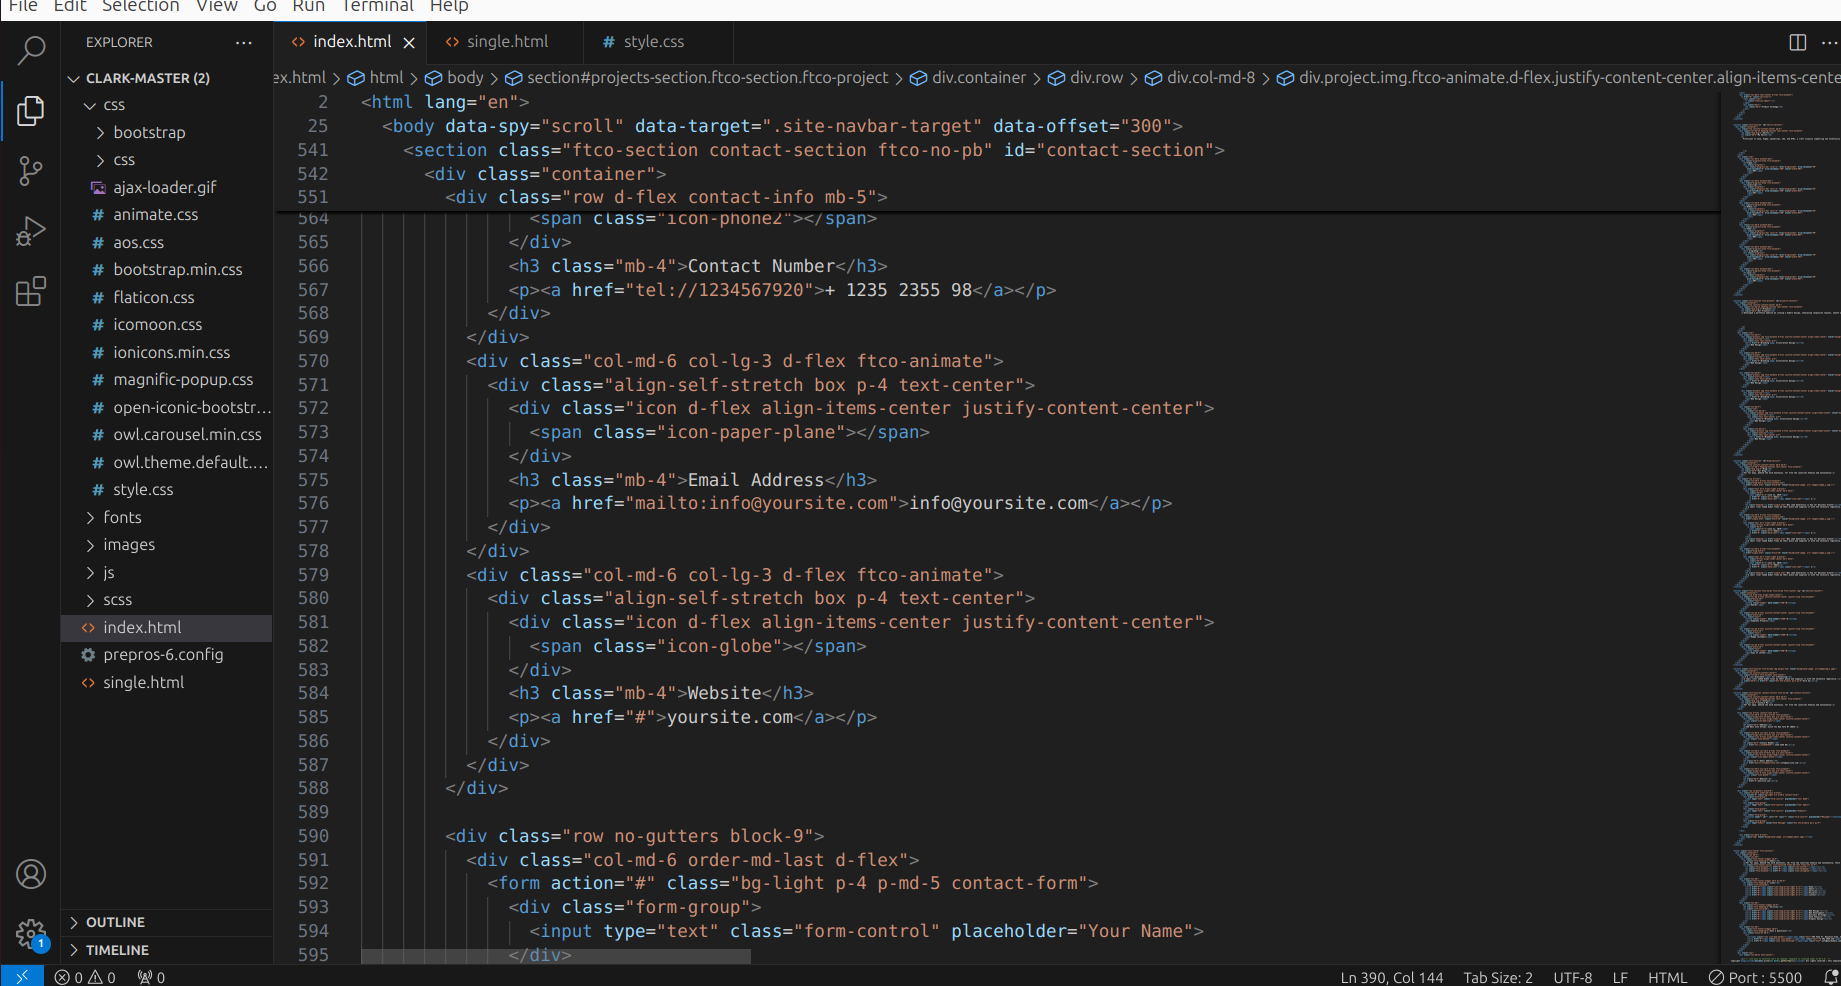 File Edit Selection View Go Run Terminal Help
EXPLORER
CLARK-MASTER (2)
css
bootstrap
css
ajax-loader.gif
# animate.css
# aos.css
# bootstrap.min.css
# flaticon.css
# icomoon.css
# ionicons.min.css
# magnific-popup.css
# open-iconic-bootstr...
# owl.carousel.min.css
# owl.theme.default....
# style.css
fonts
images
js
scss
<> index.html
prepros-6.config
<> single.html
OUTLINE
TIMELINE
<> index.html × <> single.html # style.css
ex.html > html > body > section#projects-section.ftco-section.ftco-project > div.container > div.row > div.col-md-8 > div.project.img.ftco-animate.d-flex.justify-content-center.align-items-cente
2 <html lang="en">
25 <body data-spy="scroll" data-target=".site-navbar-target" data-offset="300">
541 <section class="ftco-section contact-section ftco-no-pb" id="contact-section">
542 <div class="container">
551 <div class="row d-flex contact-info mb-5">
564 <span class="icon-phone2"></span>
565 </div>
566 <h3 class="mb-4">Contact Number</h3>
567 <p><a href="tel://1234567920">+ 1235 2355 98</a></p>
568 </div>
569 </div>
570 <div class="col-md-6 col-lg-3 d-flex ftco-animate">
571 <div class="align-self-stretch box p-4 text-center">
572 <div class="icon d-flex align-items-center justify-content-center">
573 <span class="icon-paper-plane"></span>
574 </div>
575 <h3 class="mb-4">Email Address</h3>
576 <p><a href="mailto:info@yoursite.com">info@yoursite.com</a></p>
577 </div>
578 </div>
579 <div class="col-md-6 col-lg-3 d-flex ftco-animate">
580 <div class="align-self-stretch box p-4 text-center">
581 <div class="icon d-flex align-items-center justify-content-center">
582 <span class="icon-globe"></span>
583 </div>
584 <h3 class="mb-4">Website</h3>
585 <p><a href="#">yoursite.com</a></p>
586 </div>
587 </div>
588 </div>
589
590 <div class="row no-gutters block-9">
591 <div class="col-md-6 order-md-last d-flex">
592 <form action="#" class="bg-light p-4 p-md-5 contact-form">
593 <div class="form-group">
594 <input type="text" class="form-control" placeholder="Your Name">
595 </div>
1
0 0 0 Ln 390, Col 144 Tab Size: 2 UTF-8 LF HTML Port : 5500